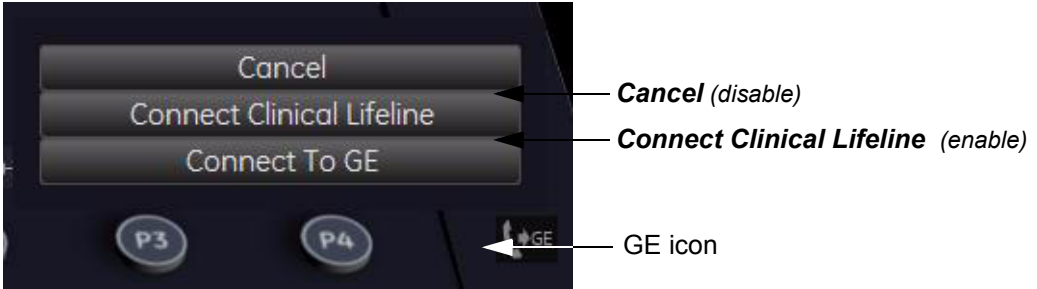 Cancel
Connect Clinical Lifeline
Connect To GE
Cancel (disable)
Connect Clinical Lifeline (enable)
P3
P4
GE
GE icon